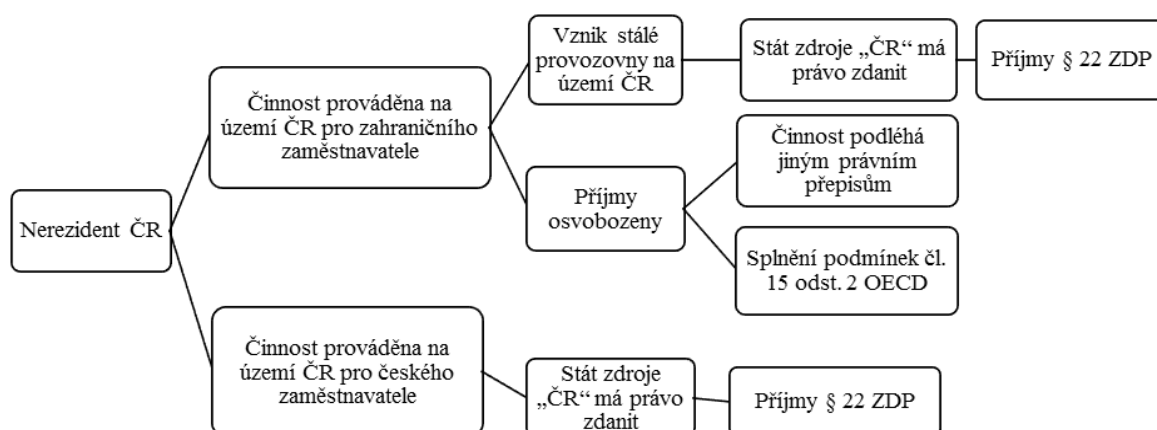 Nerezident ČR
Činnost prováděna na
území ČR pro zahraničního
zaměstnavatele
Vznik stálé
provozovny na
území ČR
Stát zdroje „ČR“ má
právo zdanit
Příjmy § 22 ZDP
Příjmy
osvobozeny
Činnost podléhá
jiným právním
přepisům
Splnění podmínek čl.
15 odst. 2 OECD
Činnost prováděna na
území ČR pro českého
zaměstnavatele
Stát zdroje
„ČR“ má právo
zdanit
Příjmy § 22 ZDP